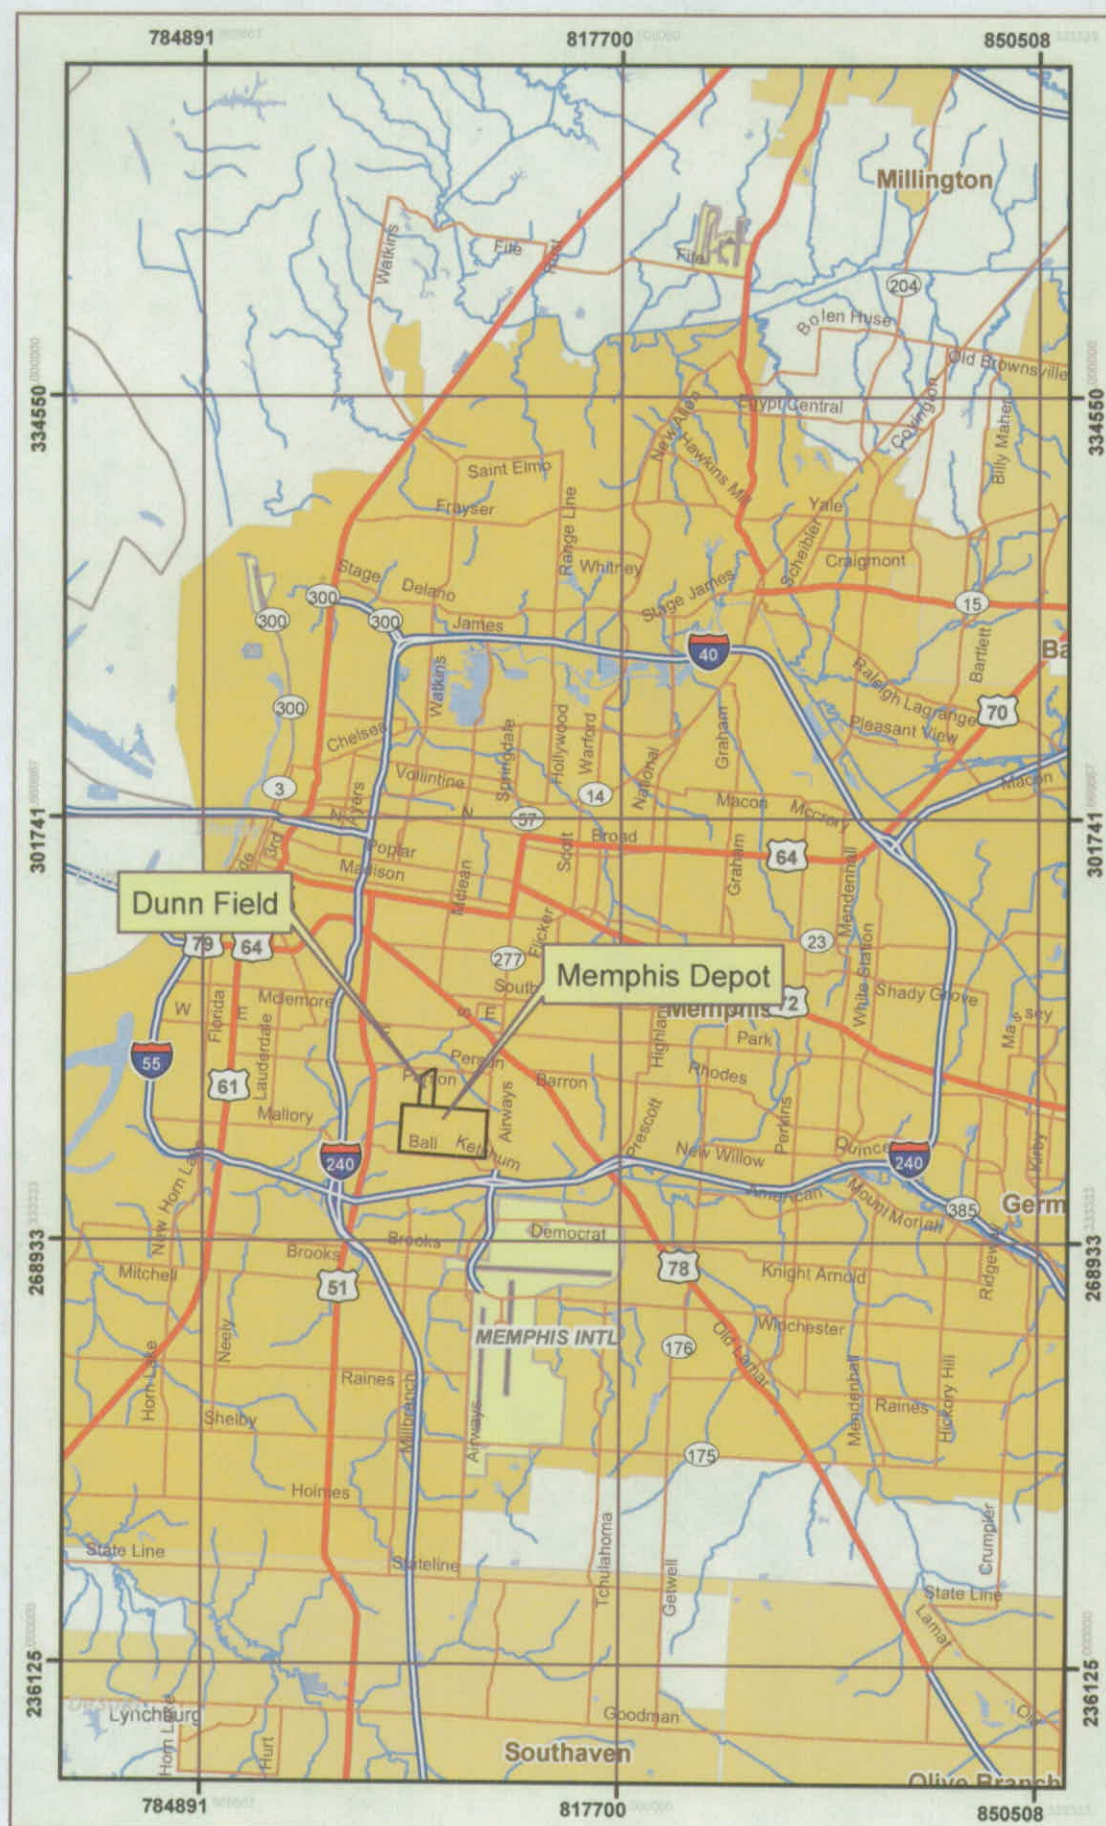 784891
817700
850508
Millington
Watkins
Fite
Rust
Fite
204
Bolen Huse
Old Brownsville
334550
334550
New Allen
Egypt Central
Covington
Billy Maher
Hawkins Mill
Saint Elmo
Frayser
Range Line
Yale
Scheibler
Craigmont
Whitney
Stage
Delano
Stage James
300
300
300
James
15
40
Bartlett
Ba
Watkins
Raleigh Lagrange
300
70
Pleasant View
Chelsea
Springdale
Hollywood
Warford
National
Graham
Vollintine
3
Ayers
14
Macon
Mccrory
Macon
N
N
57
301741
301741
3rd
Poplar
Scott
Broad
64
Madison
Mclean
Graham
Mendenhall
Dunn Field
Flicker
79
64
277
23
White Station
Memphis Depot
South
Shady Grove
W
Florida
E
Mclemore
Lauderdale
S
E
Memphis
72
Massey
Highland
Park
55
Person
Person
Rhodes
61
Airways
Barron
Mallory
Perkins
Prescott
Ball
Ketchum
New Willow
Quince
Kirby
240
240
New Horn Lake
American
Mount Moriah
385
Germ
Democrat
268933
268933
Brooks
Brooks
Mitchell
51
78
Knight Arnold
Ridgeway
MEMPHIS INTL
Winchester
Neely
176
Old Lamar
Horn Lake
Raines
Millbranch
Mendenhall
Raines
Hickory Hill
Shelby
Airways
175
Holmes
State Line
Stateline
Tchulahoma
Getwell
Crumpler
State Line
Lamar
236125
236125
Lynchburg
Horn Lake
Hurt
Goodman
Old
Southaven
Olive Branch
784891
817700
850508